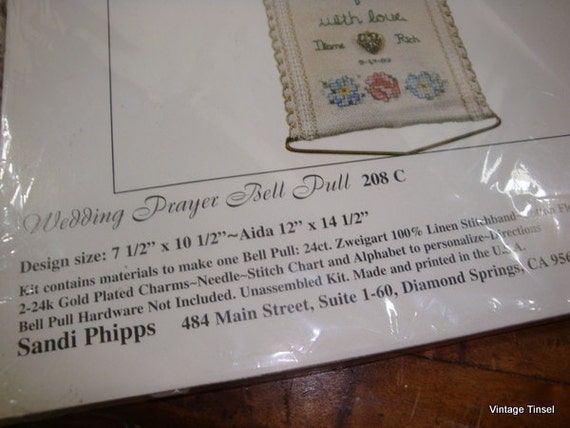 with love
Diane Rich
Wedding Prayer Bell Pull 208 C
Design size: 7 1/2" x 10 1/2"~Aida 12" x 14 1/2"
Kit contains materials to make one Bell Pull: 24ct. Zweigart 100% Linen Stitchband~
2-24k Gold Plated Charms~Needle~Stitch Chart and Alphabet to personalize~Directions
Bell Pull Hardware Not Included. Unassembled Kit. Made and printed in the U.S.A.
Sandi Phipps 484 Main Street, Suite 1-60, Diamond Springs, CA
Vintage Tinsel